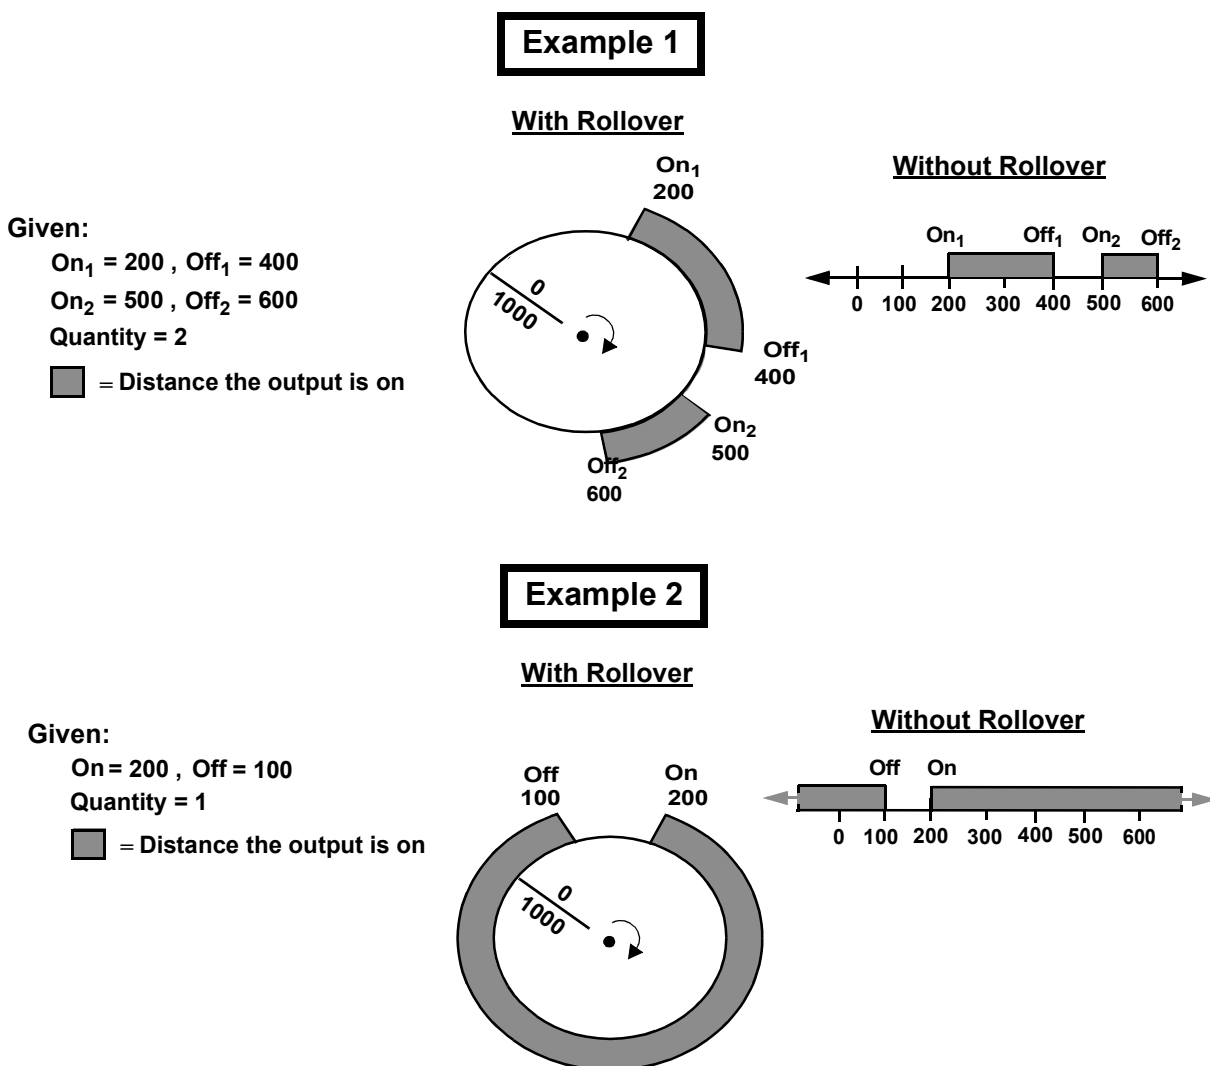 Example 1
With Rollover
Without Rollover
Given:
On1 = 200 , Off1 = 400
On2 = 500 , Off2 = 600
Quantity = 2
= Distance the output is on
On1
200
0
1000
Off1
400
On2
500
Off2
600
On1 Off1 On2 Off2
0 100 200 300 400 500 600
Example 2
With Rollover
Without Rollover
Given:
On = 200 , Off = 100
Quantity = 1
= Distance the output is on
Off
100
On
200
0
1000
Off On
0 100 200 300 400 500 600